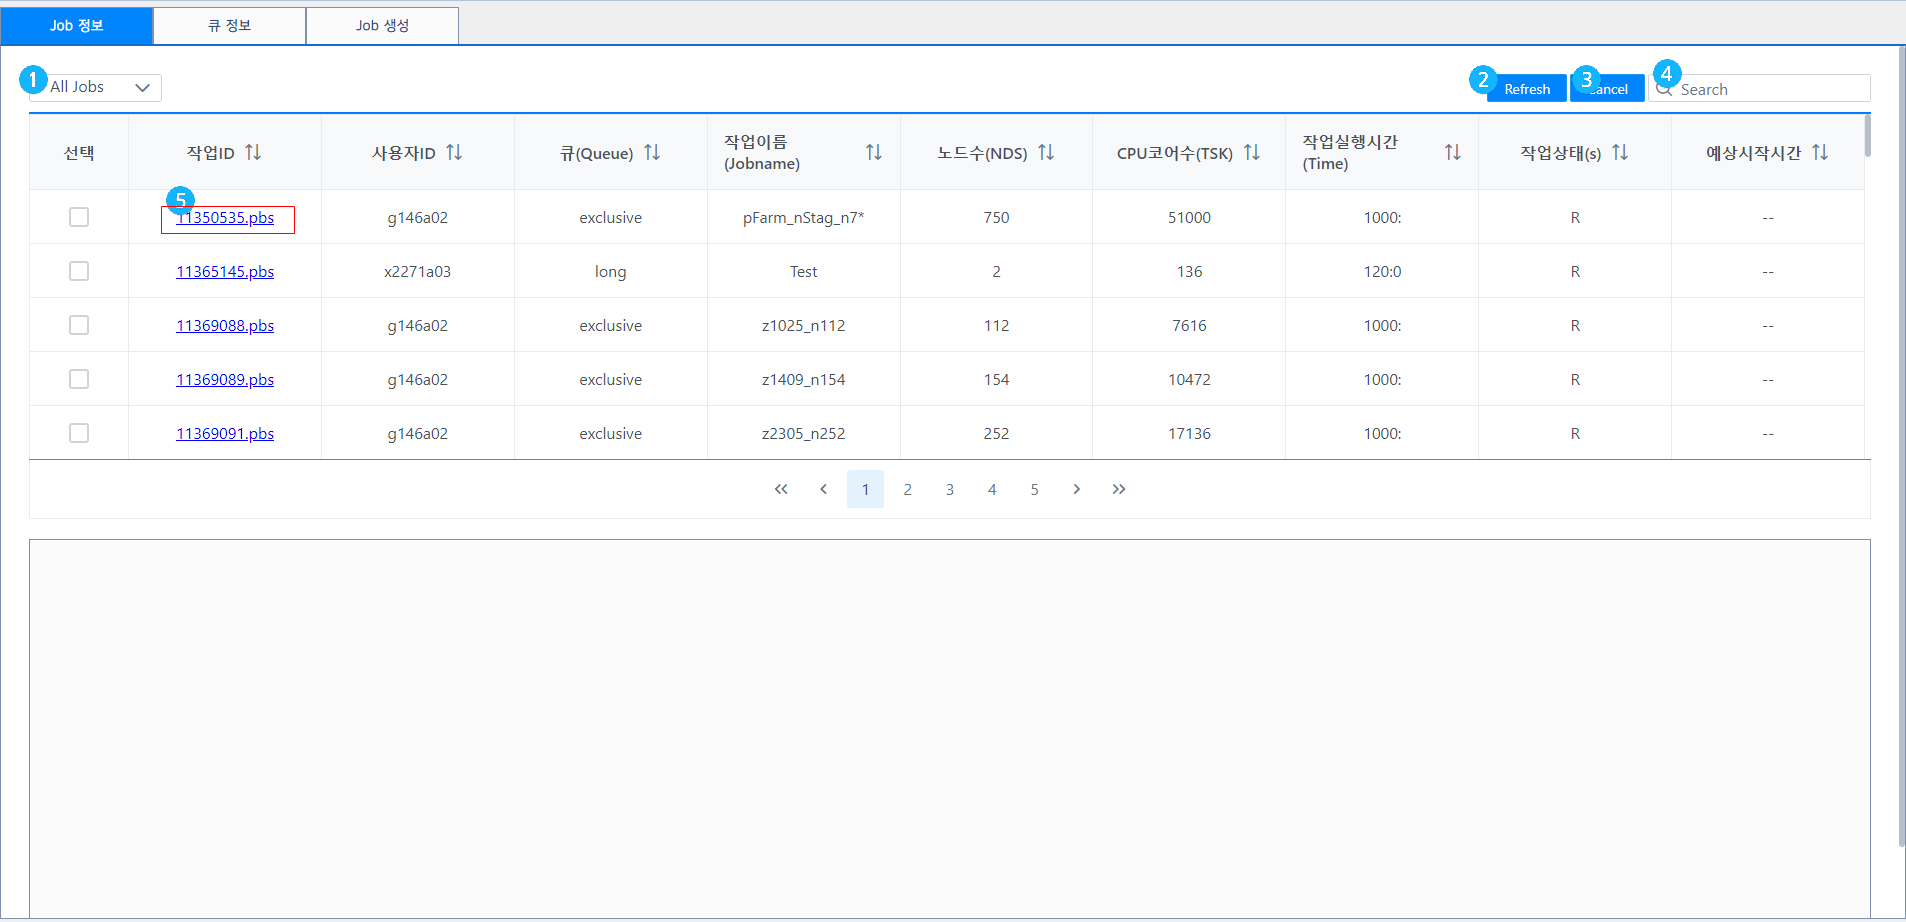 Job 정보
큐 정보
Job 생성
1
All Jobs
2
Refresh
3
Cancel
4
Search
선택
작업ID
사용자ID
큐(Queue)
작업이름
(Jobname)
노드수(NDS)
CPU코어수(TSK)
작업실행시간
(Time)
작업상태(s)
예상시작시간
5
11350535.pbs g146a02 exclusive pFarm_nStag_n7* 750 51000 1000: R --
11365145.pbs x2271a03 long Test 2 136 120:0 R --
11369088.pbs g146a02 exclusive z1025_n112 112 7616 1000: R --
11369089.pbs g146a02 exclusive z1409_n154 154 10472 1000: R --
11369091.pbs g146a02 exclusive z2305_n252 252 17136 1000: R --
1 2 3 4 5